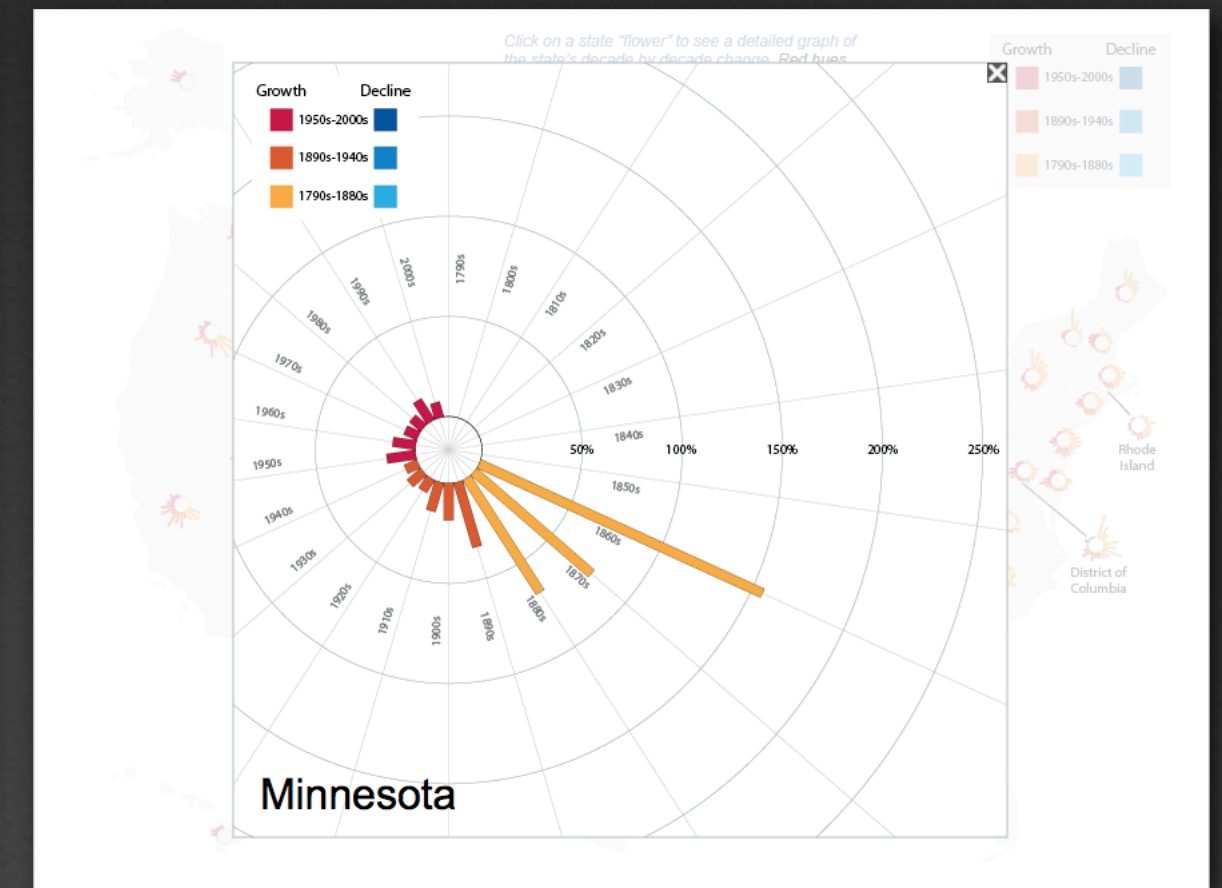 Click on a state “flower” to see a detailed graph of
the state's decade by decade change. Red hues
Growth Decline
1950s-2000s
1890s-1940s
1790s-1880s
Growth Decline
1950s-2000s
1890s-1940s
1790s-1880s
1790s
1800s
1810s
1820s
1830s
1840s
1850s
1860s
1870s
1880s
1890s
1900s
1910s
1920s
1930s
1940s
1950s
1960s
1970s
1980s
1990s
2000s
50% 100% 150% 200% 250%
Rhode
Island
District of
Columbia
Minnesota